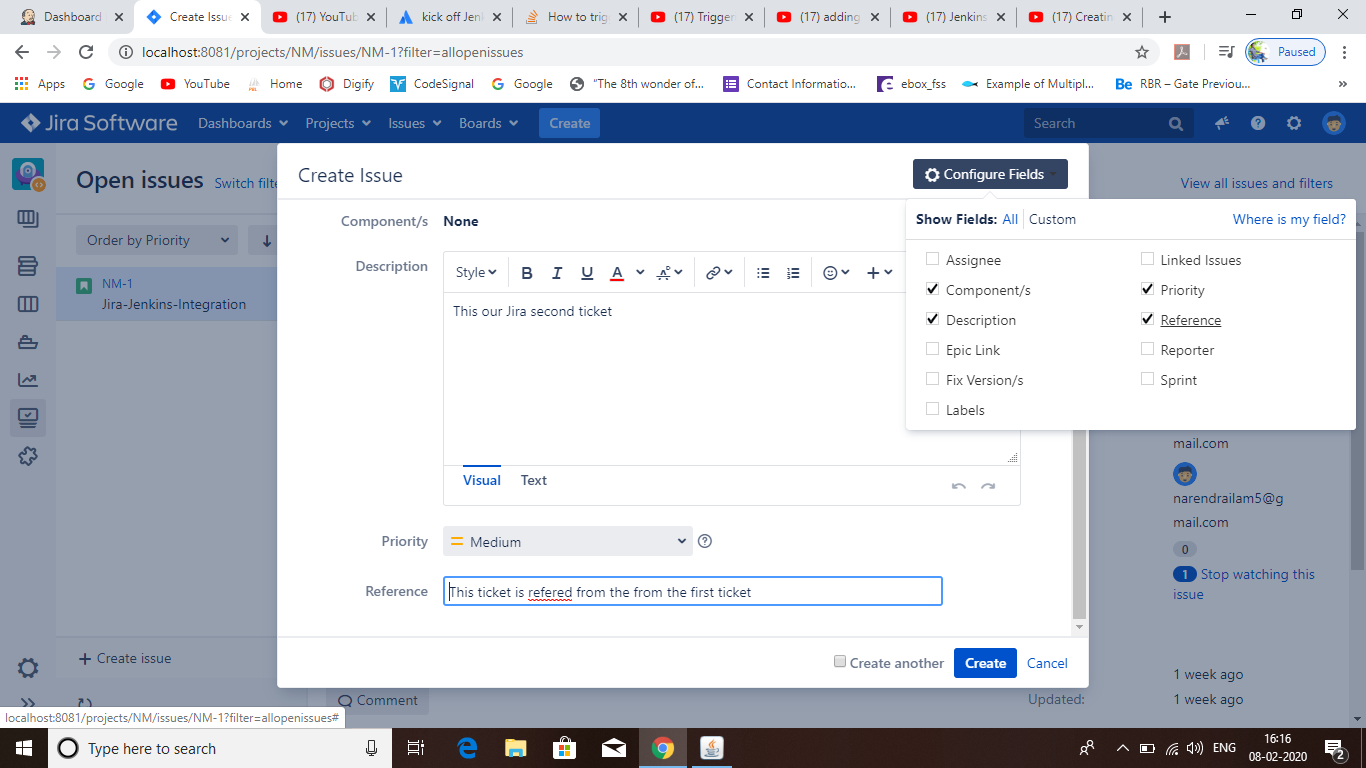 Dashboard
Create Issue
(17) YouTub
kick off Jen
How to trig
(17) Trigger
(17) adding
(17) Jenkins
(17) Creatin
localhost:8081/projects/NM/issues/NM-1?filter=allopenissues
Paused
Apps
Google
YouTube
Home
Digify
CodeSignal
Google
"The 8th wonder of...
Contact Informatio...
ebox_fss
Example of Multipl...
Be RBR – Gate Previou...
»
Jira Software
Dashboards
Projects
Issues
Boards
Create
Search
Open issues
Switch filte
View all issues and filters
Order by Priority
NM-1
Jira-Jenkins-Integration
Create Issue
Configure Fields
Show Fields: All Custom
Where is my field?
Assignee
Linked Issues
Component/s
Priority
Description
Reference
Epic Link
Reporter
Fix Version/s
Sprint
Labels
Component/s None
Description
Style
B I U A
This our Jira second ticket
Visual Text
Priority Medium
Reference This ticket is refered from the from the first ticket
Create another
Create
Cancel
mail.com
narendrailam5@g
mail.com
0
1 Stop watching this
issue
1 week ago
Updated: 1 week ago
+ Create issue
Comment
localhost:8081/projects/NM/issues/NM-1?filter=allopenissues#
Type here to search
ENG
16:16
08-02-2020
2